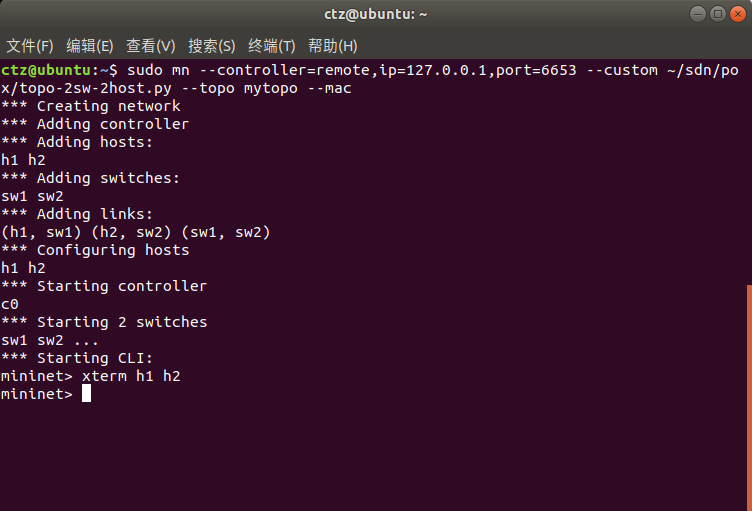 ctz@ubuntu: ~
文件(F) 编辑(E) 查看(V) 搜索(S) 终端(T) 帮助(H)
ctz@ubuntu:~$ sudo mn --controller=remote,ip=127.0.0.1,port=6653 --custom ~/sdn/po
x/topo-2sw-2host.py --topo mytopo --mac
*** Creating network
*** Adding controller
*** Adding hosts:
h1 h2
*** Adding switches:
sw1 sw2
*** Adding links:
(h1, sw1) (h2, sw2) (sw1, sw2)
*** Configuring hosts
h1 h2
*** Starting controller
c0
*** Starting 2 switches
sw1 sw2 ...
*** Starting CLI:
mininet> xterm h1 h2
mininet>